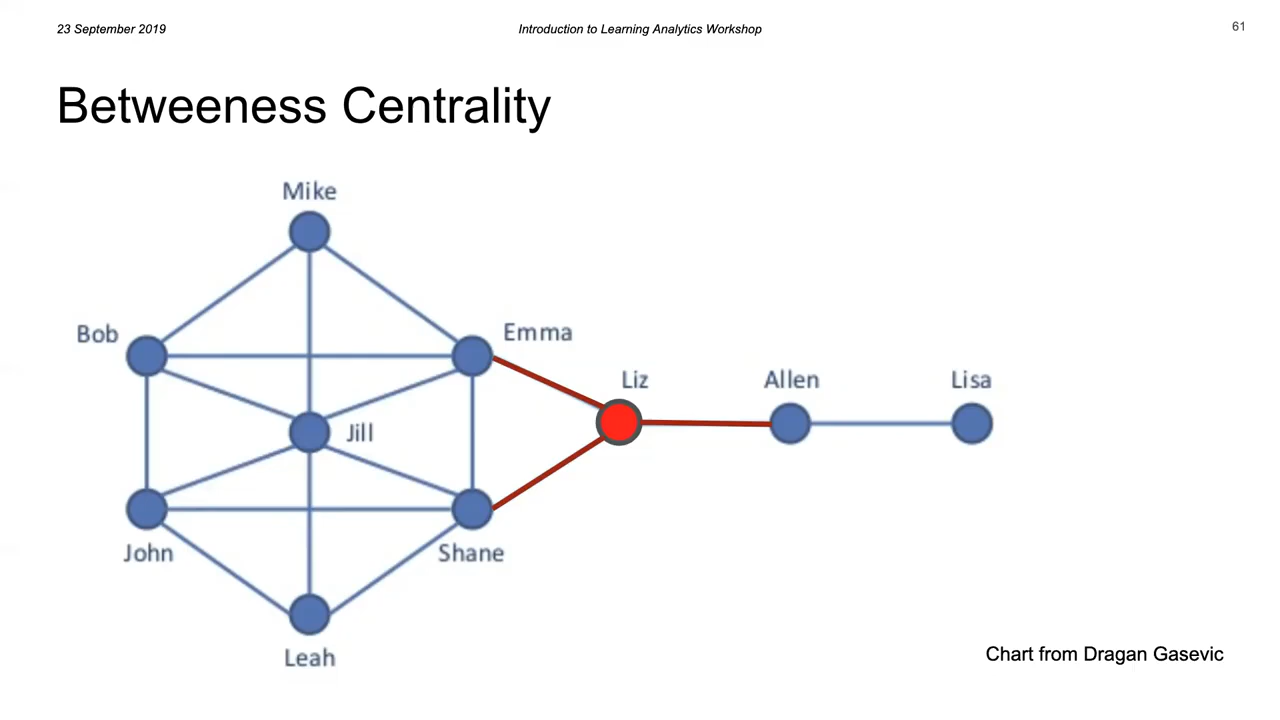 23 September 2019
Introduction to Learning Analytics Workshop
61
Betweeness Centrality
Mike
Bob
Emma
Liz
Allen
Lisa
Jill
John
Shane
Leah
Chart from Dragan Gasevic